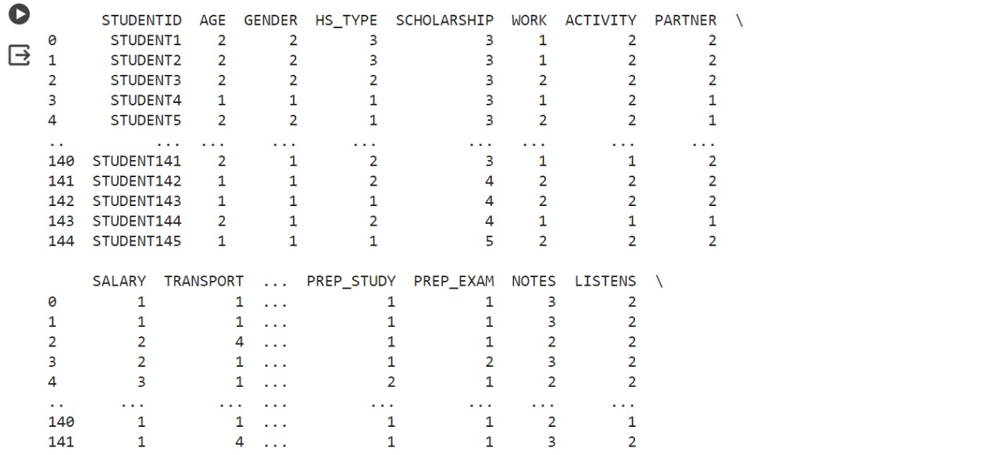 STUDENTID  AGE  GENDER  HS_TYPE  SCHOLARSHIP  WORK  ACTIVITY  PARTNER  \
0      STUDENT1    2       2        3            3     1         2        2
1      STUDENT2    2       2        3            3     1         2        2
2      STUDENT3    2       2        2            3     2         2        2
3      STUDENT4    1       1        1            3     1         2        1
4      STUDENT5    2       2        1            3     2         2        1
..          ...  ...     ...      ...          ...   ...       ...      ...
140  STUDENT141    2       1        2            3     1         1        2
141  STUDENT142    1       1        2            4     2         2        2
142  STUDENT143    1       1        1            4     2         2        2
143  STUDENT144    2       1        2            4     1         1        1
144  STUDENT145    1       1        1            5     2         2        2
     SALARY  TRANSPORT  ...  PREP_STUDY  PREP_EXAM  NOTES  LISTENS  \
0         1          1  ...           1          1      3        2
1         1          1  ...           1          1      3        2
2         2          4  ...           1          1      2        2
3         2          1  ...           1          2      3        2
4         3          1  ...           2          1      2        2
..      ...        ...  ...         ...        ...    ...      ...
140       1          1  ...           1          1      2        1
141       1          4  ...           1          1      3        2